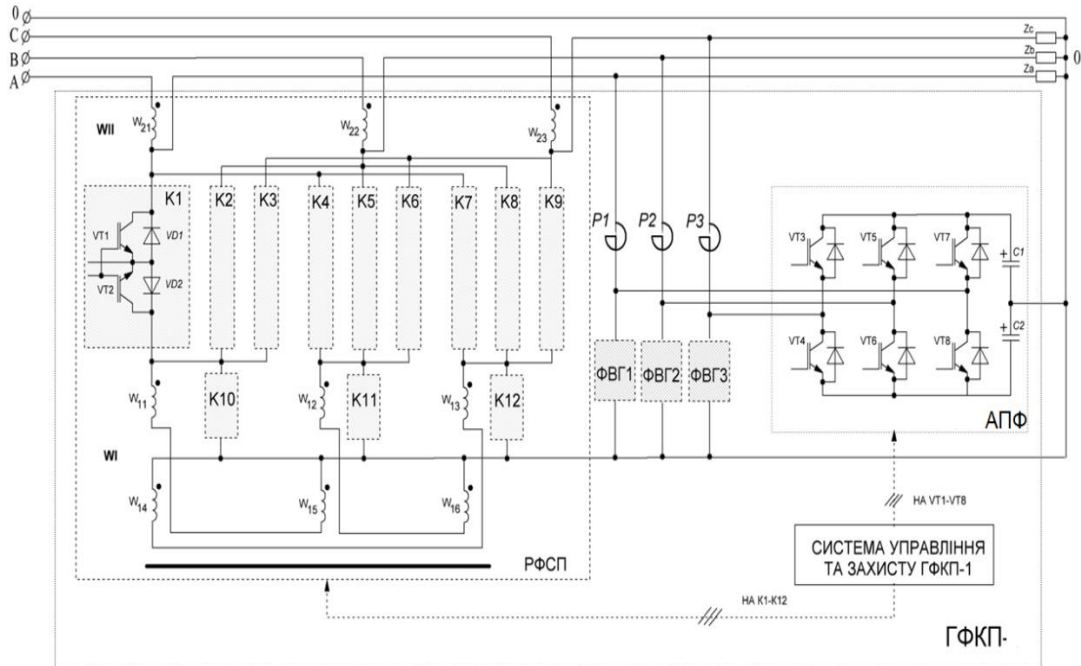 0
C
B
A
Zc
Zb
Za
0
WII
W21
W22
W23
K1
K2
K3
K4
K5
K6
K7
K8
K9
VT1
VD1
VT2
VD2
P1
P2
P3
VT3
VT5
VT7
+ C1
VT4
VT6
VT8
+ C2
W11
K10
W12
K11
W13
K12
ФВГ1
ФВГ2
ФВГ3
АПФ
WI
W14
W15
W16
НА VT1-VT8
РФСП
СИСТЕМА УПРАВЛІННЯ
ТА ЗАХИСТУ ГФКП-1
НА К1-К12
ГФКП-